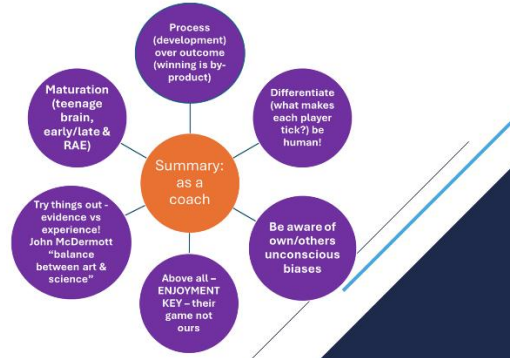 Process
(development)
over outcome
(winning is by-
product)
Maturation
(teenage
brain,
early/late &
RAE)
Differentiate
(what makes
each player
tick?) be
human!
Summary:
as a
coach
Try things out -
evidence vs
experience!
John McDermott
“balance
between art &
science”
Be aware of
own/others
unconscious
biases
Above all –
ENJOYMENT
KEY – their
game not
ours